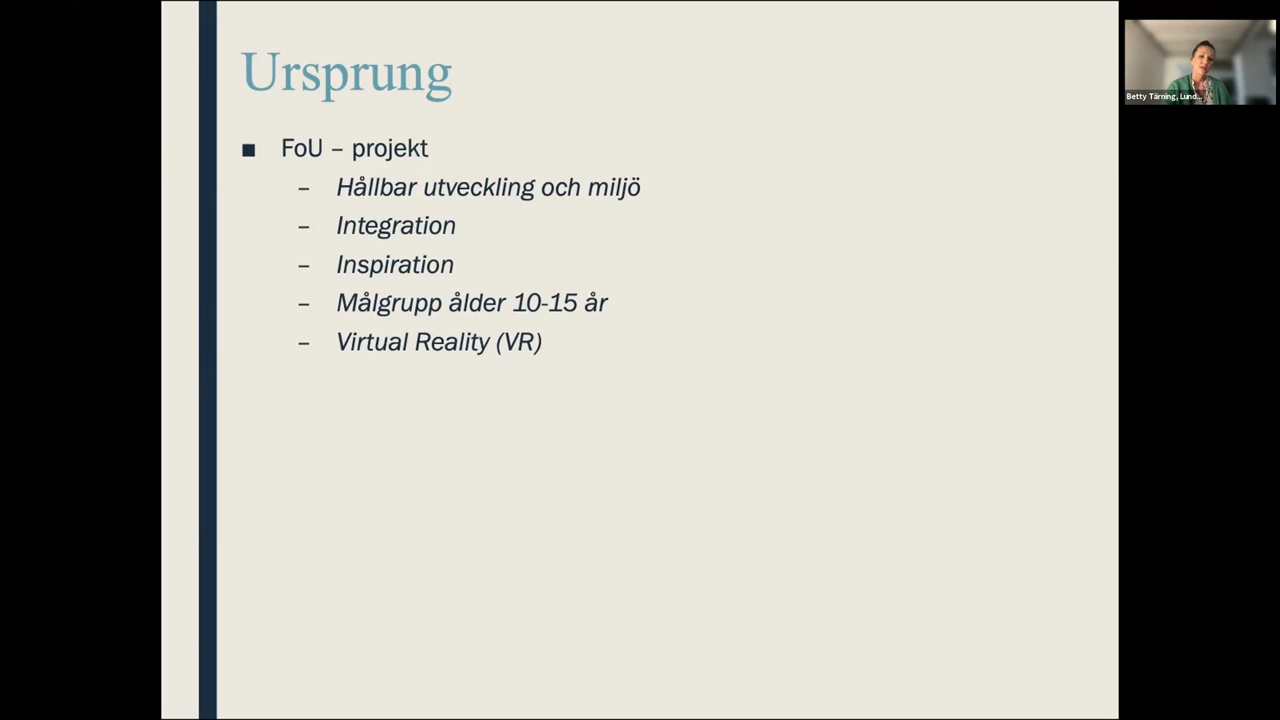 Ursprung
■ FoU – projekt
– Hållbar utveckling och miljö
– Integration
– Inspiration
– Målgrupp ålder 10-15 år
– Virtual Reality (VR)
Betty Tärning, Lund...